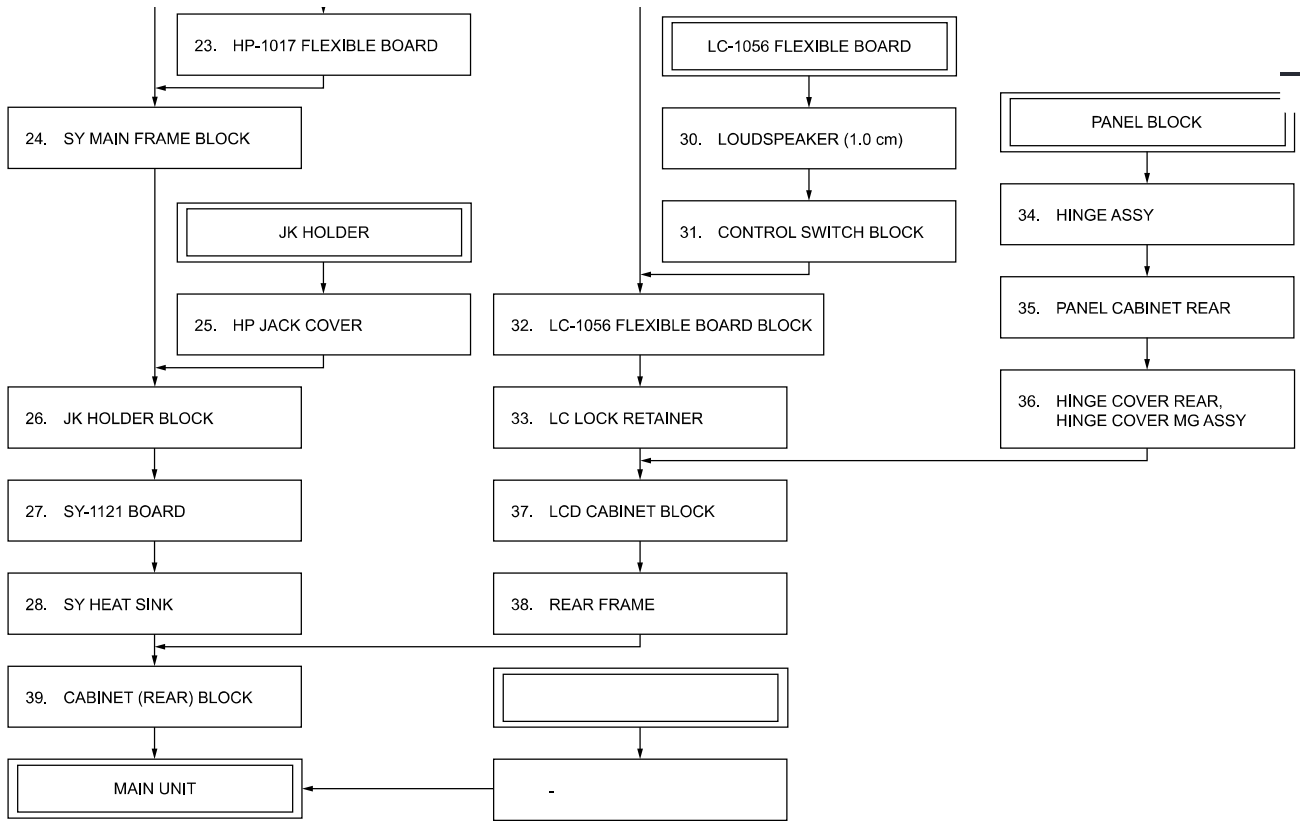 23. HP-1017 FLEXIBLE BOARD
24. SY MAIN FRAME BLOCK
JK HOLDER
25. HP JACK COVER
26. JK HOLDER BLOCK
27. SY-1121 BOARD
28. SY HEAT SINK
LC-1056 FLEXIBLE BOARD
30. LOUDSPEAKER (1.0 cm)
31. CONTROL SWITCH BLOCK
32. LC-1056 FLEXIBLE BOARD BLOCK
33. LC LOCK RETAINER
PANEL BLOCK
34. HINGE ASSY
35. PANEL CABINET REAR
36. HINGE COVER REAR,
HINGE COVER MG ASSY
37. LCD CABINET BLOCK
38. REAR FRAME
39. CABINET (REAR) BLOCK
MAIN UNIT
-